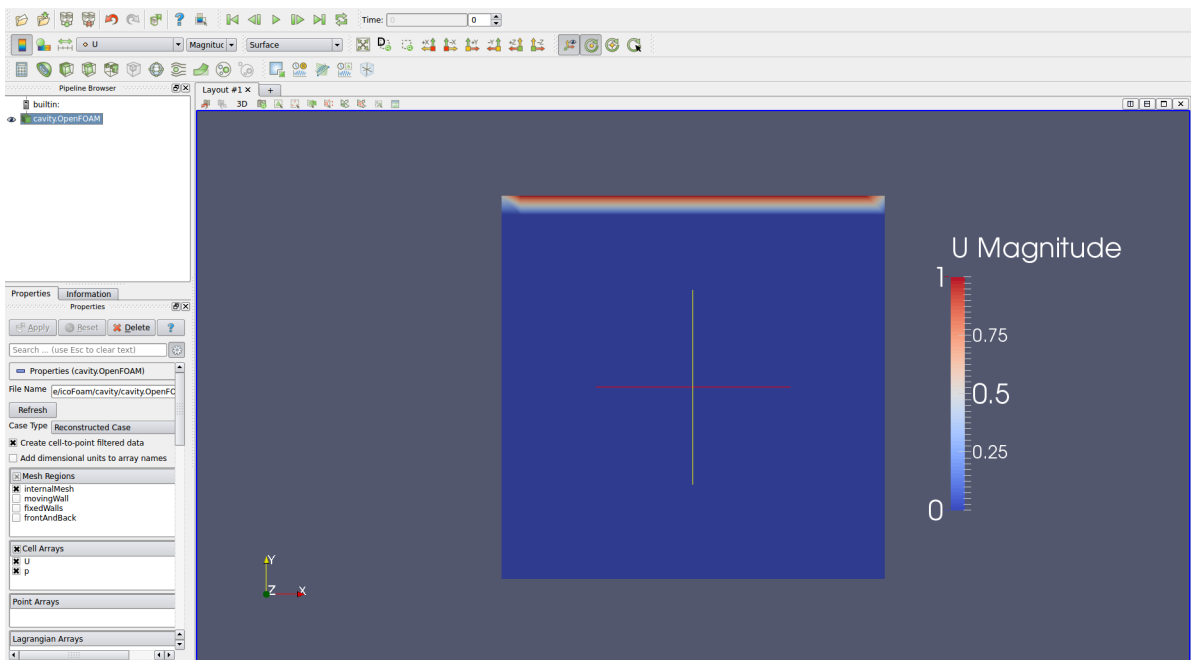 Time: 0 0
U Magnituc Surface
Pipeline Browser
Layout #1 × +
3D
builtin:
cavity.OpenFOAM
U Magnitude
1
0.75
0.5
0.25
0
Y
Z X
Properties Information
Properties
Apply Reset Delete ?
Search ... (use Esc to clear text)
Properties (cavity.OpenFOAM)
File Name e/icoFoam/cavity/cavity.OpenFC
Refresh
Case Type Reconstructed Case
Create cell-to-point filtered data
Add dimensional units to array names
Mesh Regions
internalMesh
movingWall
fixedWalls
frontAndBack
Cell Arrays
U
p
Point Arrays
Lagrangian Arrays